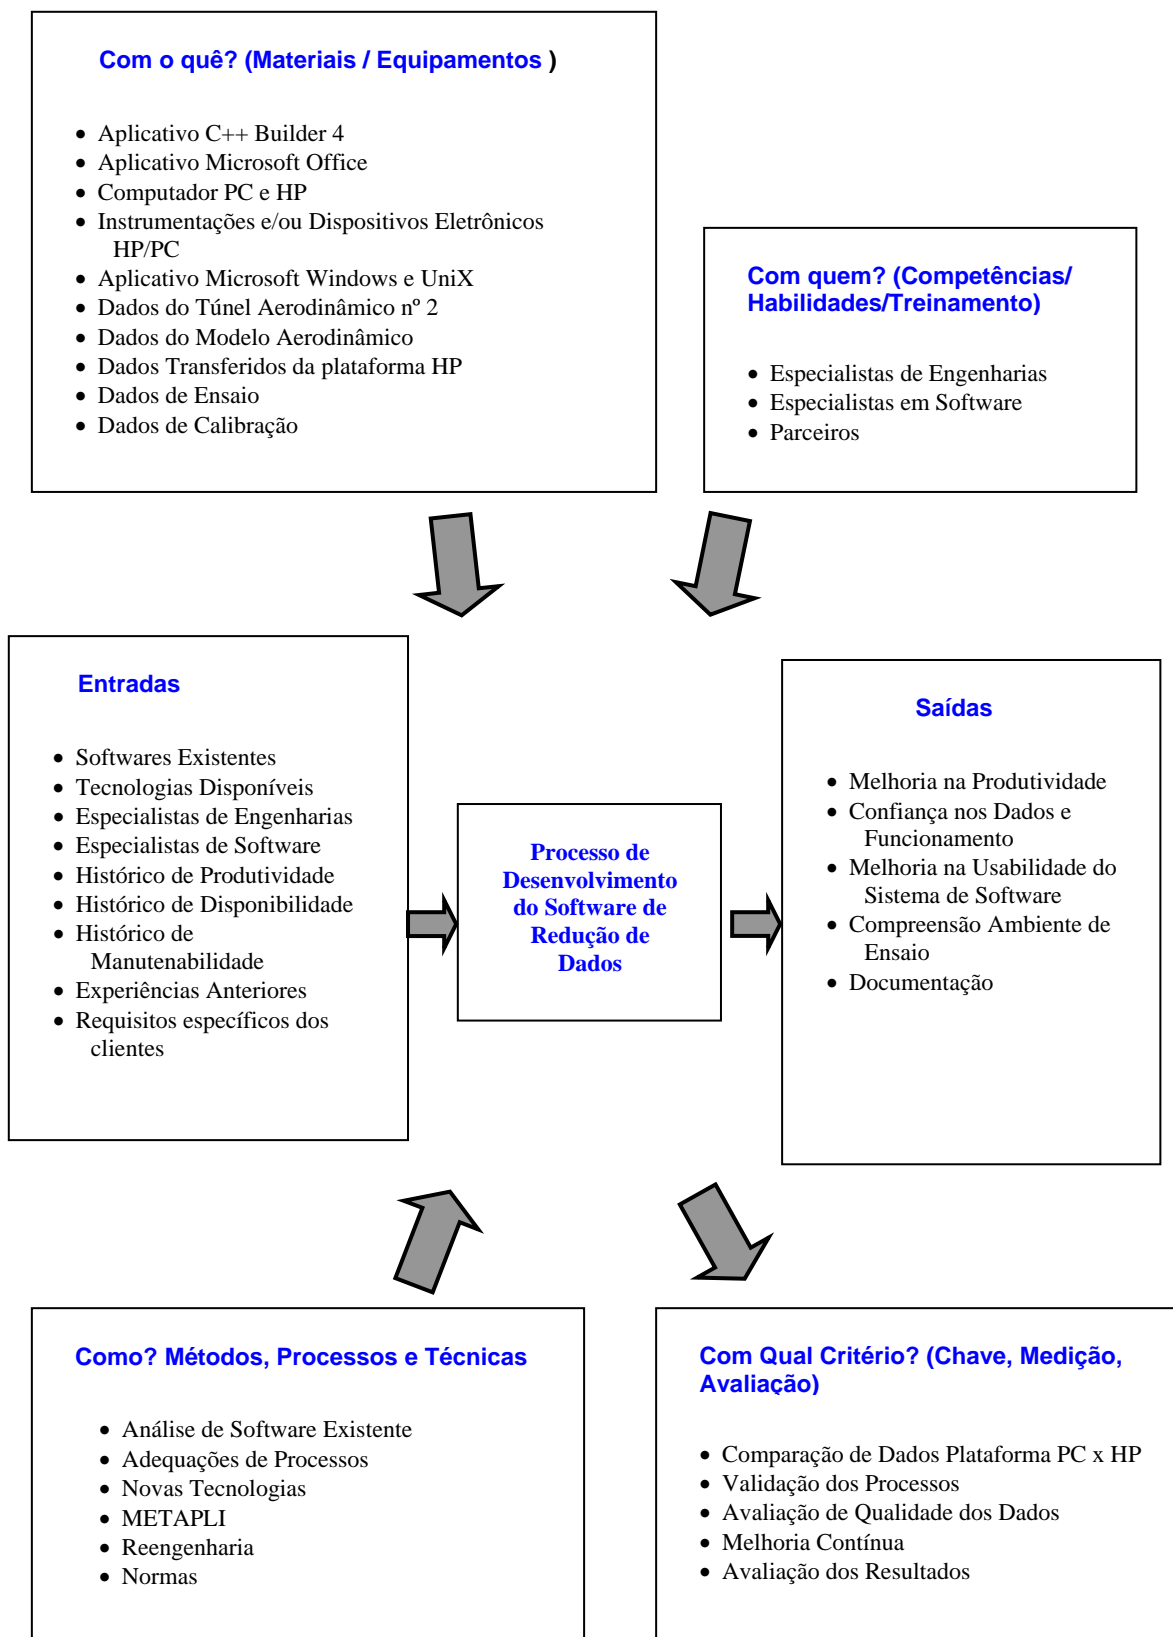 Com o quê? (Materiais / Equipamentos )
• Aplicativo C++ Builder 4
• Aplicativo Microsoft Office
• Computador PC e HP
• Instrumentações e/ou Dispositivos Eletrônicos
HP/PC
• Aplicativo Microsoft Windows e UniX
• Dados do Túnel Aerodinâmico nº 2
• Dados do Modelo Aerodinâmico
• Dados Transferidos da plataforma HP
• Dados de Ensaio
• Dados de Calibração
Com quem? (Competências/
Habilidades/Treinamento)
• Especialistas de Engenharias
• Especialistas em Software
• Parceiros
Entradas
• Softwares Existentes
• Tecnologias Disponíveis
• Especialistas de Engenharias
• Especialistas de Software
• Histórico de Produtividade
• Histórico de Disponibilidade
• Histórico de
Manutenabilidade
• Experiências Anteriores
• Requisitos específicos dos
clientes
Processo de
Desenvolvimento
do Software de
Redução de
Dados
Saídas
• Melhoria na Produtividade
• Confiança nos Dados e
Funcionamento
• Melhoria na Usabilidade do
Sistema de Software
• Compreensão Ambiente de
Ensaio
• Documentação
Como? Métodos, Processos e Técnicas
• Análise de Software Existente
• Adequações de Processos
• Novas Tecnologias
• METAPLI
• Reengenharia
• Normas
Com Qual Critério? (Chave, Medição,
Avaliação)
• Comparação de Dados Plataforma PC x HP
• Validação dos Processos
• Avaliação de Qualidade dos Dados
• Melhoria Contínua
• Avaliação dos Resultados